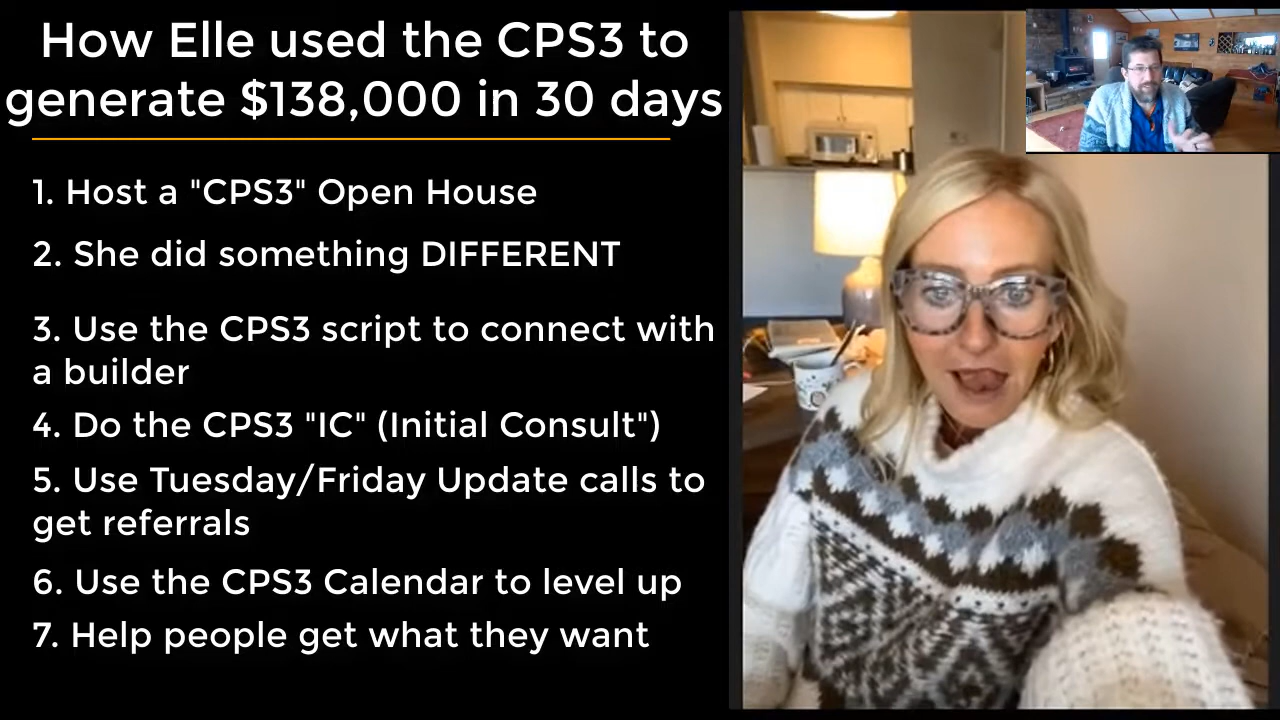 How Elle used the CPS3 to
generate $138,000 in 30 days
1. Host a "CPS3" Open House
2. She did something DIFFERENT
3. Use the CPS3 script to connect with
a builder
4. Do the CPS3 "IC" (Initial Consult")
5. Use Tuesday/Friday Update calls to
get referrals
6. Use the CPS3 Calendar to level up
7. Help people get what they want